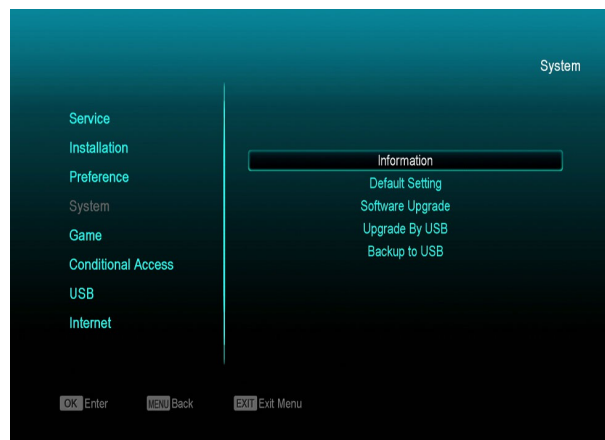 System
Service
Installation
Preference
System
Game
Conditional Access
USB
Internet
Information
Default Setting
Software Upgrade
Upgrade By USB
Backup to USB
OK Enter MENU Back EXIT Exit Menu